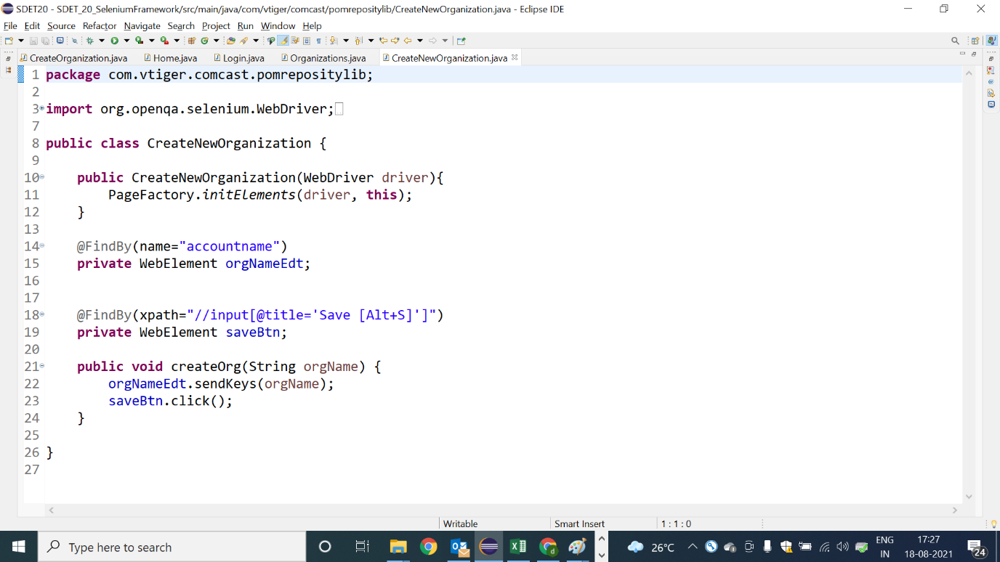 SDET20 - SDET_20_SeleniumFramework/src/main/java/com/vtiger/comcast/pomrepositylib/CreateNewOrganization.java - Eclipse IDE
File Edit Source Refactor Navigate Search Project Run Window Help
CreateOrganization.java Home.java Login.java Organizations.java CreateNewOrganization.java
1 package com.vtiger.comcast.pomrepositylib;
2
3 import org.openqa.selenium.WebDriver;
7
8 public class CreateNewOrganization {
9
10 public CreateNewOrganization(WebDriver driver){
11 PageFactory.initElements(driver, this);
12 }
13
14 @FindBy(name="accountname")
15 private WebElement orgNameEdt;
16
17
18 @FindBy(xpath="//input[@title='Save [Alt+S]']")
19 private WebElement saveBtn;
20
21 public void createOrg(String orgName) {
22 orgNameEdt.sendKeys(orgName);
23 saveBtn.click();
24 }
25
26 }
27
Writable Smart Insert 1 : 1 : 0
Type here to search 26°C ENG 17:27
IN 18-08-2021 24